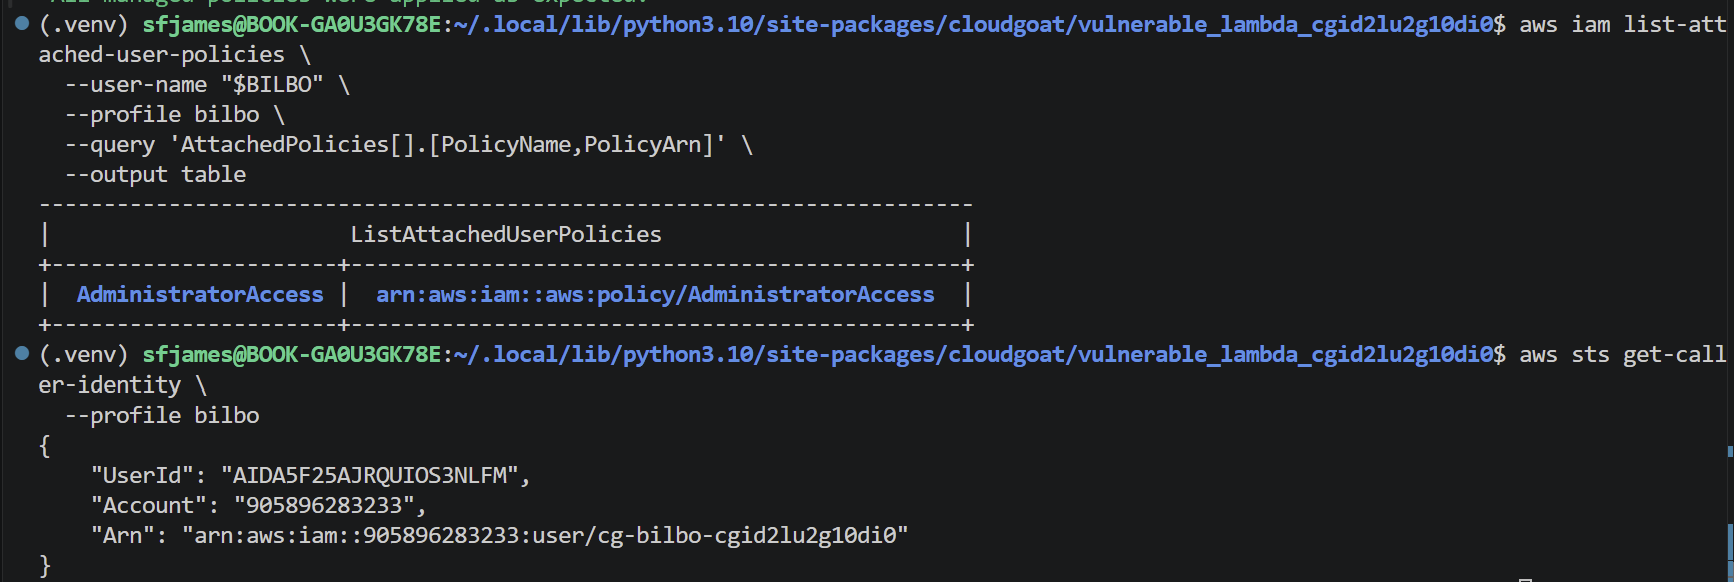 (.venv) sfjames@BOOK-GA0U3GK78E:~/.local/lib/python3.10/site-packages/cloudgoat/vulnerable_lambda_cgid2lu2g10di0$ aws iam list-att
ached-user-policies \
--user-name "$BILBO" \
--profile bilbo \
--query 'AttachedPolicies[].[PolicyName,PolicyArn]' \
--output table
------------------------------------------------------------------------
| ListAttachedUserPolicies |
+----------------------+-----------------------------------------------+
| AdministratorAccess | arn:aws:iam::aws:policy/AdministratorAccess |
+----------------------+-----------------------------------------------+
(.venv) sfjames@BOOK-GA0U3GK78E:~/.local/lib/python3.10/site-packages/cloudgoat/vulnerable_lambda_cgid2lu2g10di0$ aws sts get-call
er-identity \
--profile bilbo
{
"UserId": "AIDA5F25AJRQUIOS3NLFM",
"Account": "905896283233",
"Arn": "arn:aws:iam::905896283233:user/cg-bilbo-cgid2lu2g10di0"
}